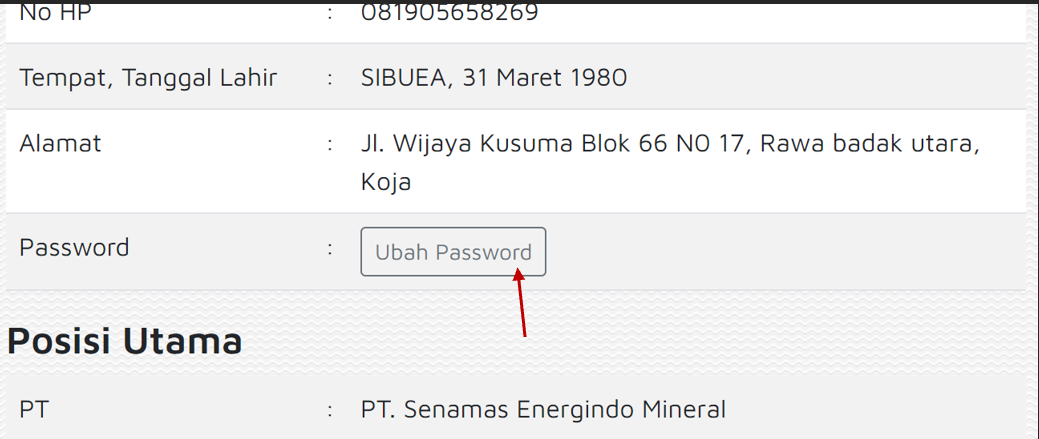 No HP : 081905658269
Tempat, Tanggal Lahir : SIBUEA, 31 Maret 1980
Alamat : Jl. Wijaya Kusuma Blok 66 NO 17, Rawa badak utara,
Koja
Password : Ubah Password
Posisi Utama
PT : PT. Senamas Energindo Mineral